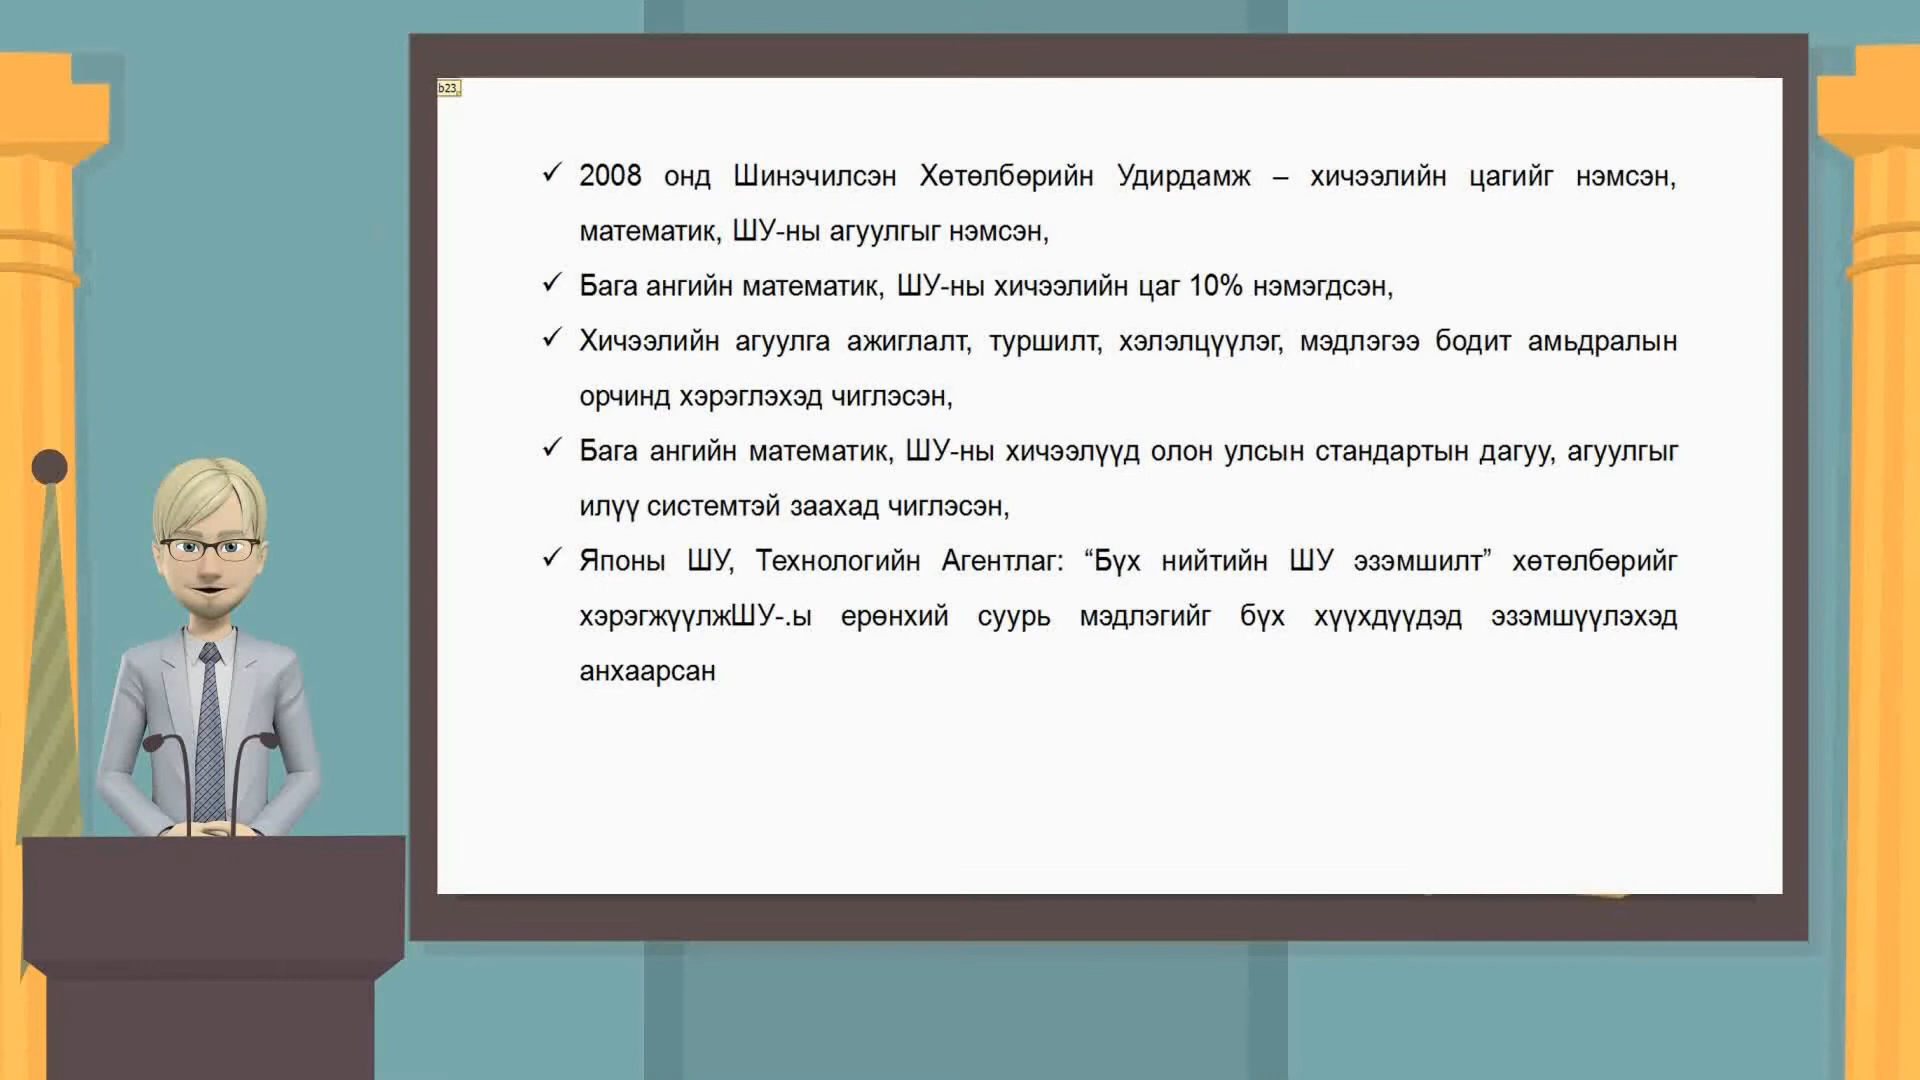 b23
✓ 2008 онд Шинэчилсэн Хөтөлбөрийн Удирдамж – хичээлийн цагийг нэмсэн,
математик, ШУ-ны агуулгыг нэмсэн,
✓ Бага ангийн математик, ШУ-ны хичээлийн цаг 10% нэмэгдсэн,
✓ Хичээлийн агуулга ажиглалт, туршилт, хэлэлцүүлэг, мэдлэгээ бодит амьдралын
орчинд хэрэглэхэд чиглэсэн,
✓ Бага ангийн математик, ШУ-ны хичээлүүд олон улсын стандартын дагуу, агуулгыг
илүү системтэй заахад чиглэсэн,
✓ Японы ШУ, Технологийн Агентлаг: “Бүх нийтийн ШУ эзэмшилт” хөтөлбөрийг
хэрэгжүүлжШУ-.ы ерөнхий суурь мэдлэгийг бүх хүүхдүүдэд эзэмшүүлэхэд
анхаарсан